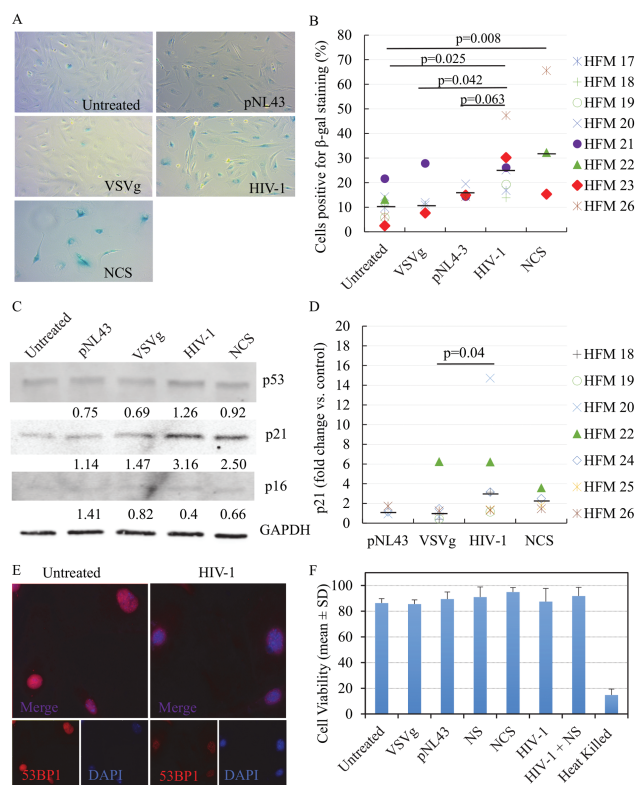 A
Untreated
pNL43
VSVg
HIV-1
NCS
B
Cells positive for β-gal staining (%)
80
70
60
50
40
30
20
10
0
p=0.008
p=0.025
p=0.042
p=0.063
Untreated
VSVg
pNL4-3
HIV-1
NCS
HFM 17
HFM 18
HFM 19
HFM 20
HFM 21
HFM 22
HFM 23
HFM 26
C
Untreated
pNL43
VSVg
HIV-1
NCS
p53
0.75 0.69 1.26 0.92
p21
1.14 1.47 3.16 2.50
p16
1.41 0.82 0.4 0.66
GAPDH
D
p21 (fold change vs. control)
20
18
16
14
12
10
8
6
4
2
0
p=0.04
pNL43
VSVg
HIV-1
NCS
HFM 18
HFM 19
HFM 20
HFM 22
HFM 24
HFM 25
HFM 26
E
Untreated
HIV-1
Merge
Merge
53BP1
DAPI
53BP1
DAPI
F
Cell Viability (mean ± SD)
100
80
60
40
20
0
Untreated
VSVg
pNL43
NS
NCS
HIV-1
HIV-1 + NS
Heat Killed